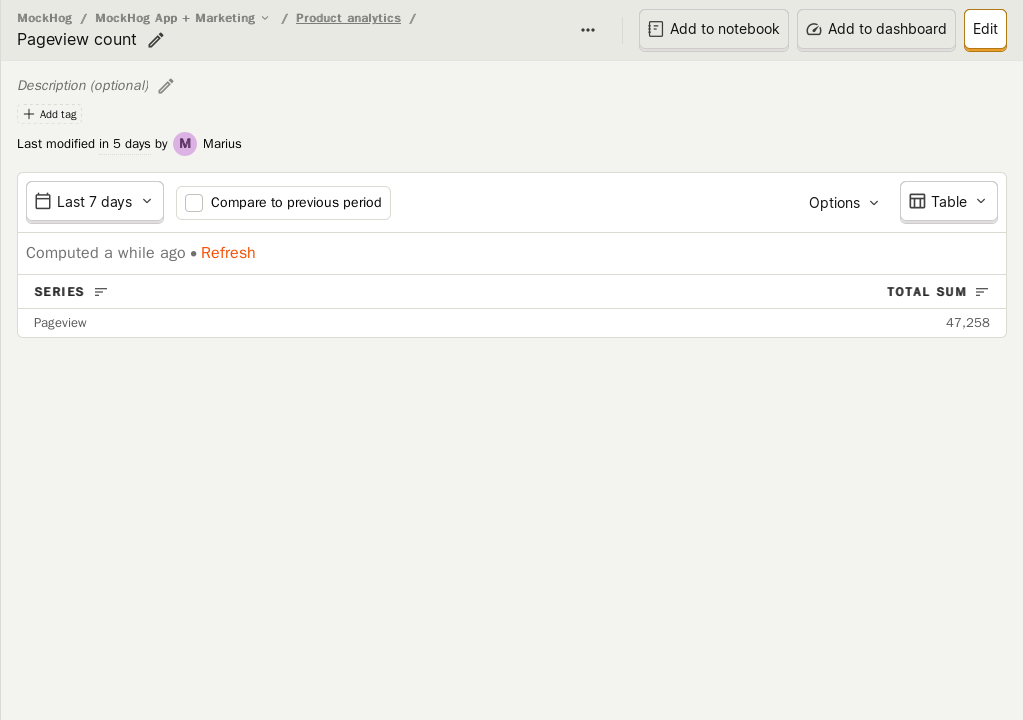 MockHog / MockHog App + Marketing / Product analytics /
Pageview count
Add to notebook
Add to dashboard
Edit
Description (optional)
Add tag
Last modified in 5 days by M Marius
Last 7 days
Compare to previous period
Options
Table
Computed a while ago • Refresh
SERIES TOTAL SUM
Pageview 47,258